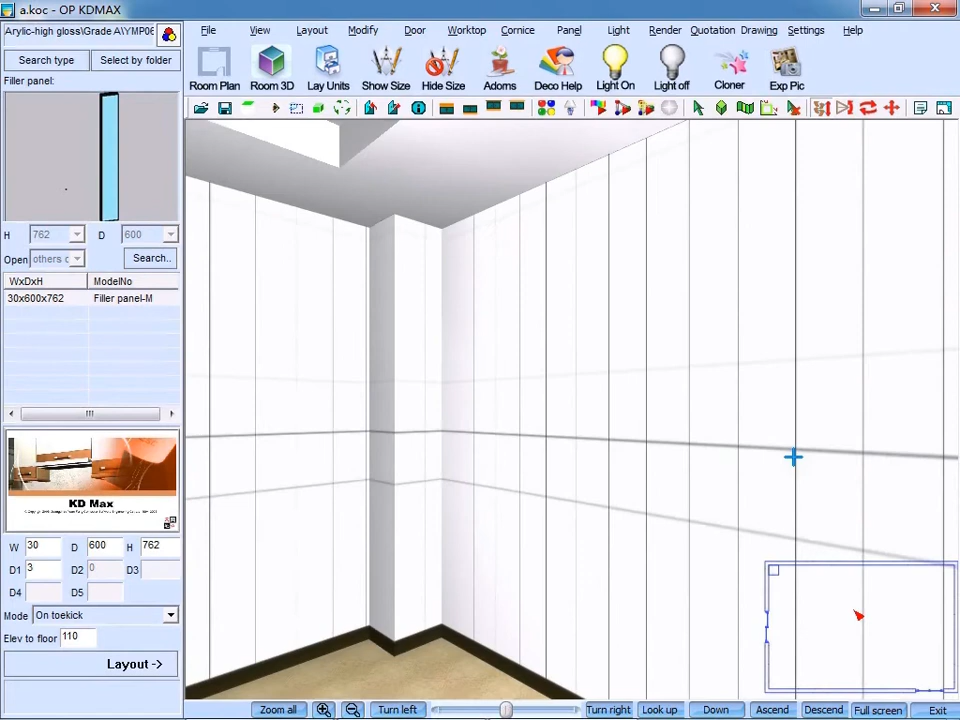 a.koc - OP KDMAX
Arylic-high gloss\Grade A\YMP06
File View Layout Modify Door Worktop Cornice Panel Light Render Quotation Drawing Settings Help
Search type Select by folder
Filler panel:
Room Plan Room 3D Lay Units Show Size Hide Size Adoms Deco Help Light On Light off Cloner Exp Pic
H 762 D 600
Open others c Search..
WxDxH ModelNo
30x600x762 Filler panel-M
KD Max
W 30 D 600 H 762
D1 3 D2 0 D3
D4 D5
Mode On toekick
Elev to floor 110
Layout ->
Zoom all Turn left Turn right Look up Down Ascend Descend Full screen Exit